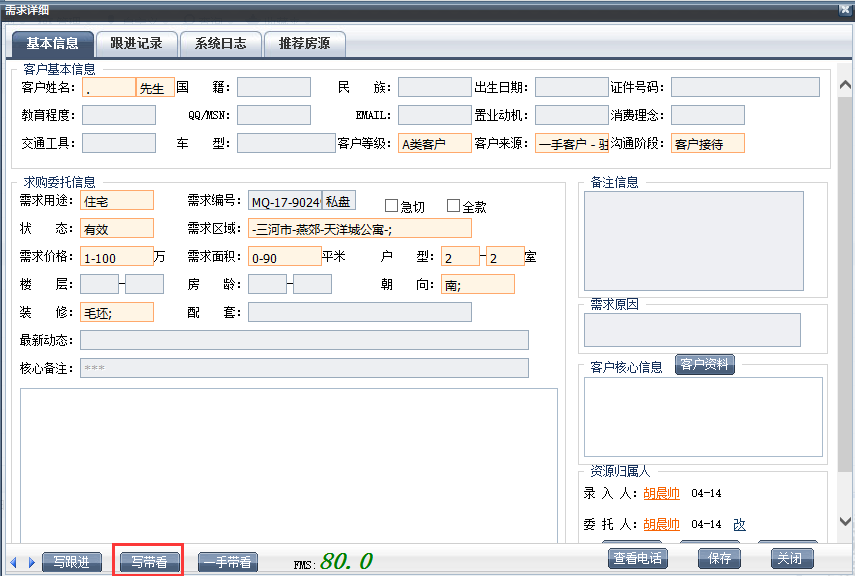 需求详细
基本信息 跟进记录 系统日志 推荐房源
客户基本信息
客户姓名: . 先生 国 籍: 民 族: 出生日期: 证件号码:
教育程度: QQ/MSN: EMAIL: 置业动机: 消费理念:
交通工具: 车 型: 客户等级: A类客户 客户来源: 一手客户 - 驻 沟通阶段: 客户接待
求购委托信息
需求用途: 住宅 需求编号: MQ-17-9024 私盘 急切 全款
状 态: 有效 需求区域: -三河市-燕郊-天洋城公寓-;
需求价格: 1-100 万 需求面积: 0-90 平米 户 型: 2 - 2 室
楼 层: - 房 龄: - 朝 向: 南;
装 修: 毛坯; 配 套:
最新动态:
核心备注: ***
备注信息
需求原因
客户核心信息 客户资料
资源归属人
录 入 人: 胡晨帅 04-14
委 托 人: 胡晨帅 04-14 改
写跟进 写带看 一手带看 FMS: 80.0 查看电话 保存 关闭